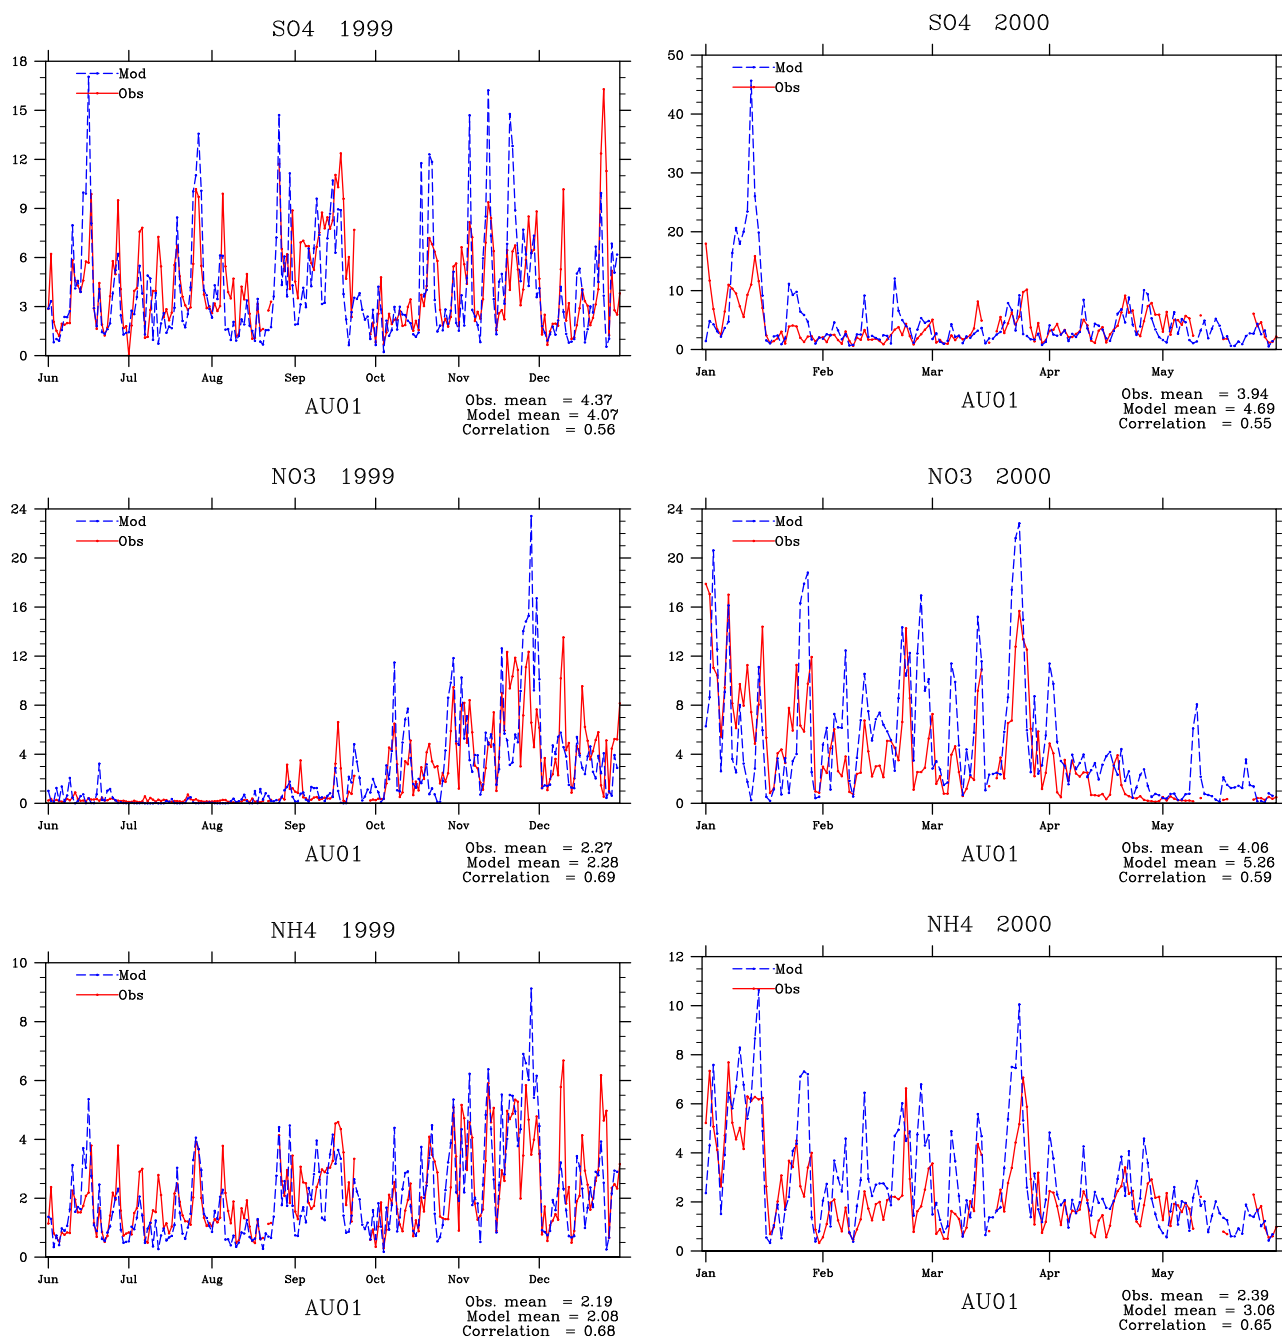 SO4 1999
18
15
12
9
6
3
0
Mod
Obs
Jun Jul Aug Sep Oct Nov Dec
AU01
Obs. mean = 4.37
Model mean = 4.07
Correlation = 0.56
SO4 2000
50
40
30
20
10
0
Mod
Obs
Jan Feb Mar Apr May
AU01
Obs. mean = 3.94
Model mean = 4.69
Correlation = 0.55
NO3 1999
24
20
16
12
8
4
0
Mod
Obs
Jun Jul Aug Sep Oct Nov Dec
AU01
Obs. mean = 2.27
Model mean = 2.28
Correlation = 0.69
NO3 2000
24
20
16
12
8
4
0
Mod
Obs
Jan Feb Mar Apr May
AU01
Obs. mean = 4.06
Model mean = 5.26
Correlation = 0.59
NH4 1999
10
8
6
4
2
0
Mod
Obs
Jun Jul Aug Sep Oct Nov Dec
AU01
Obs. mean = 2.19
Model mean = 2.08
Correlation = 0.68
NH4 2000
12
10
8
6
4
2
0
Mod
Obs
Jan Feb Mar Apr May
AU01
Obs. mean = 2.39
Model mean = 3.06
Correlation = 0.65